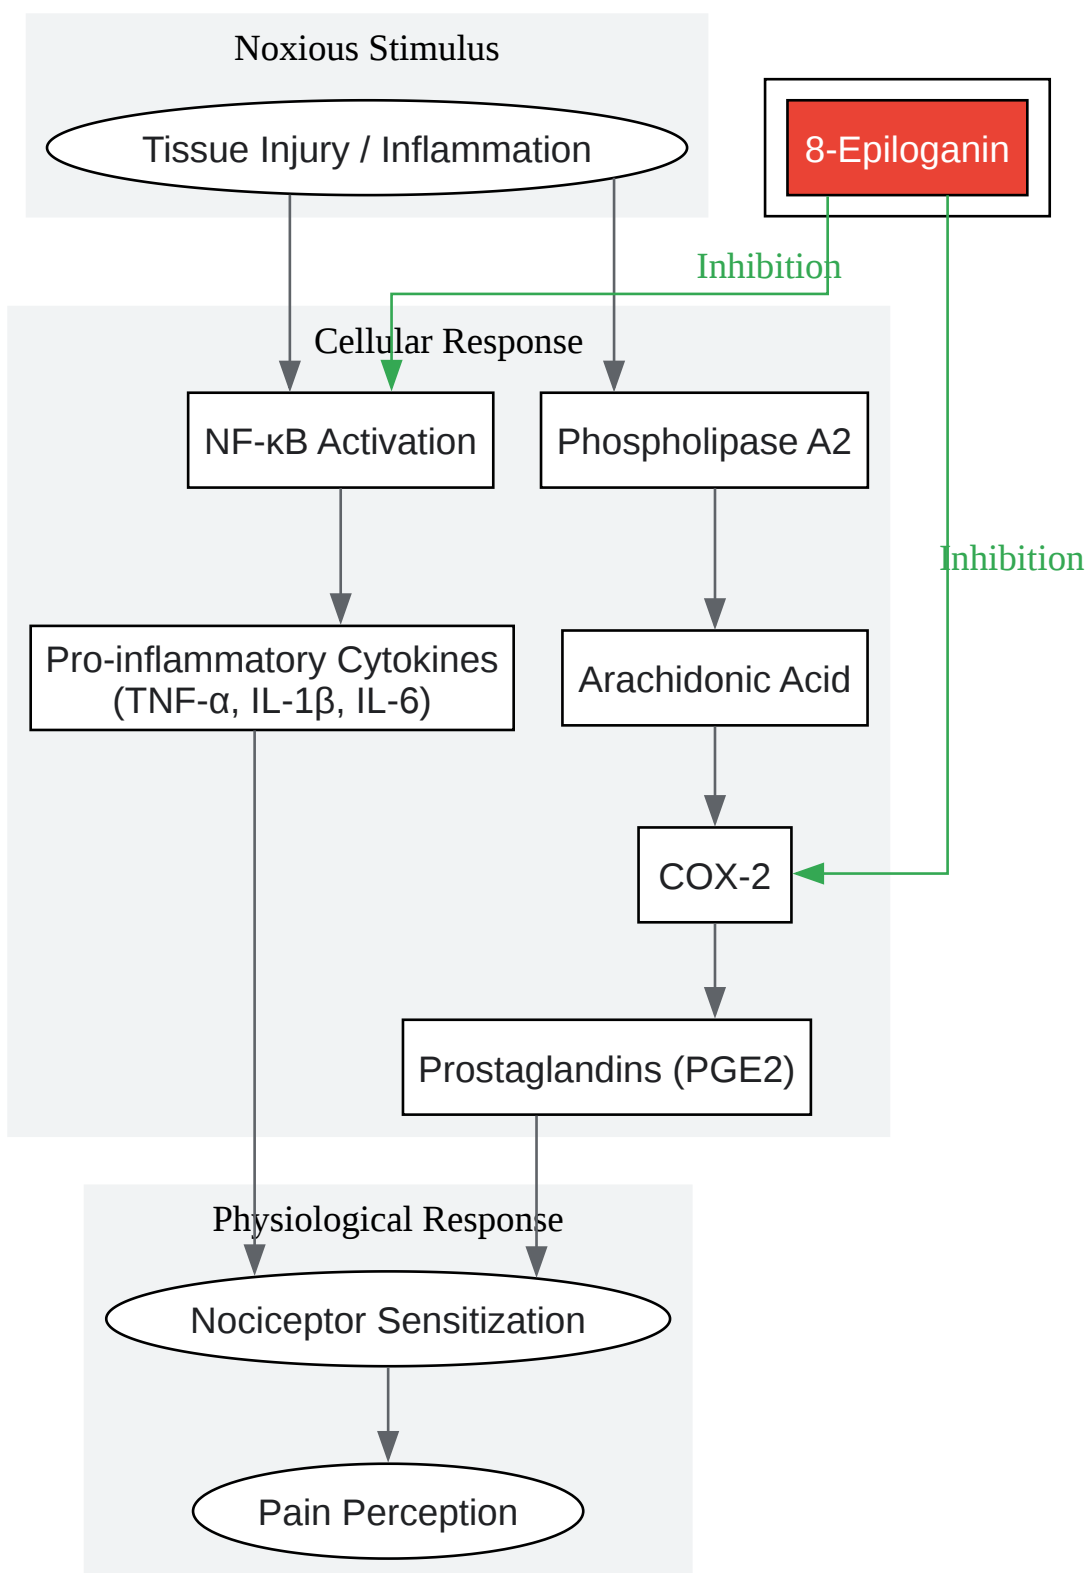 Noxious Stimulus
Tissue Injury / Inflammation
8-Epiloganin
Inhibition
Cellular Response
NF-κB Activation
Phospholipase A2
Inhibition
Pro-inflammatory Cytokines
(TNF-α, IL-1β, IL-6)
Arachidonic Acid
COX-2
Prostaglandins (PGE2)
Physiological Response
Nociceptor Sensitization
Pain Perception